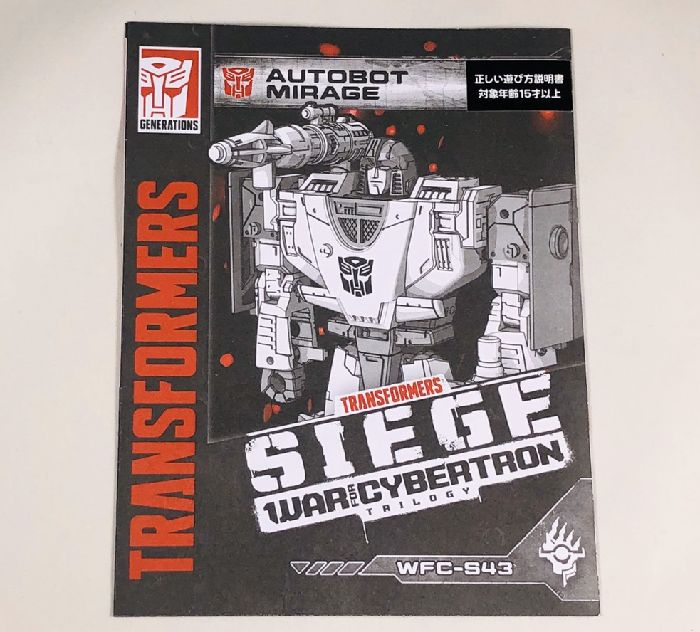 GENERATIONS
AUTOBOT
MIRAGE
正しい遊び方説明書
対象年齢15才以上
TRANSFORMERS
TRANSFORMERS
SIEGE
WAR FOR CYBERTRON
TRILOGY
WFC-S43